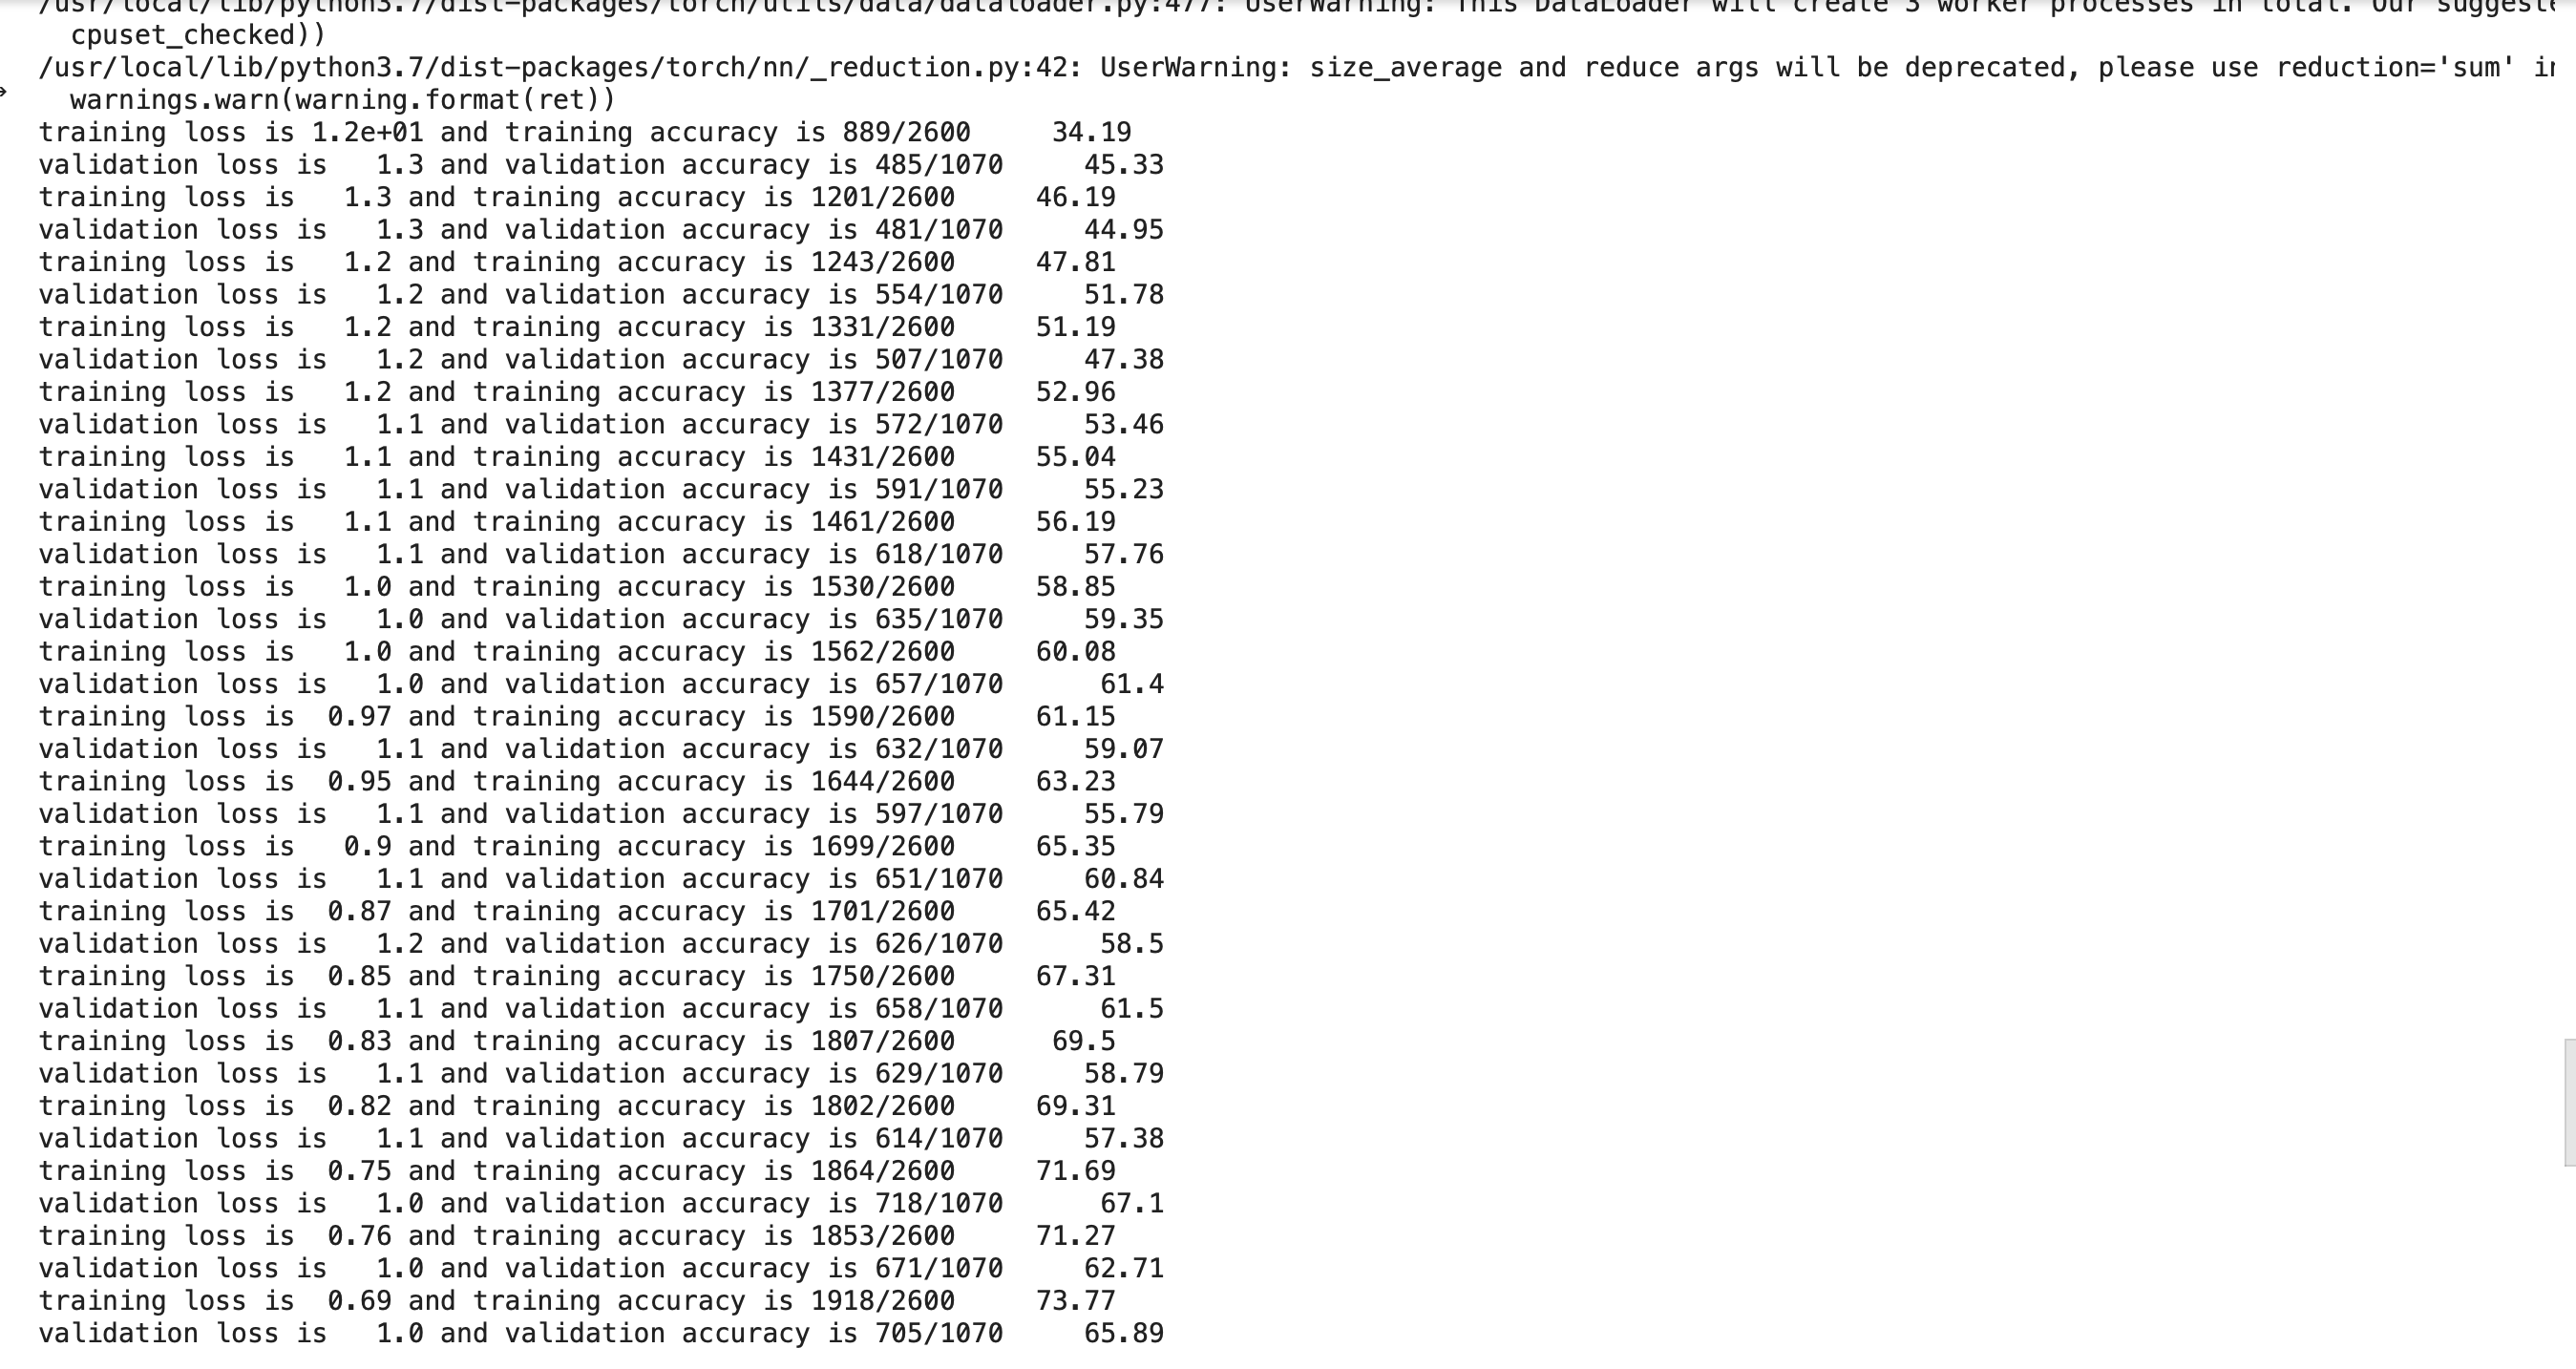 /usr/local/lib/python3.7/dist-packages/torch/utils/data/dataloader.py:477: UserWarning: This DataLoader will create 3 worker processes in total. Our
cpuset_checked))
/usr/local/lib/python3.7/dist-packages/torch/nn/_reduction.py:42: UserWarning: size_average and reduce args will be deprecated, please use reduction='sum'
warnings.warn(warning.format(ret))
training loss is 1.2e+01 and training accuracy is 889/2600 34.19
validation loss is 1.3 and validation accuracy is 485/1070 45.33
training loss is 1.3 and training accuracy is 1201/2600 46.19
validation loss is 1.3 and validation accuracy is 481/1070 44.95
training loss is 1.2 and training accuracy is 1243/2600 47.81
validation loss is 1.2 and validation accuracy is 554/1070 51.78
training loss is 1.2 and training accuracy is 1331/2600 51.19
validation loss is 1.2 and validation accuracy is 507/1070 47.38
training loss is 1.2 and training accuracy is 1377/2600 52.96
validation loss is 1.1 and validation accuracy is 572/1070 53.46
training loss is 1.1 and training accuracy is 1431/2600 55.04
validation loss is 1.1 and validation accuracy is 591/1070 55.23
training loss is 1.1 and training accuracy is 1461/2600 56.19
validation loss is 1.1 and validation accuracy is 618/1070 57.76
training loss is 1.0 and training accuracy is 1530/2600 58.85
validation loss is 1.0 and validation accuracy is 635/1070 59.35
training loss is 1.0 and training accuracy is 1562/2600 60.08
validation loss is 1.0 and validation accuracy is 657/1070 61.4
training loss is 0.97 and training accuracy is 1590/2600 61.15
validation loss is 1.1 and validation accuracy is 632/1070 59.07
training loss is 0.95 and training accuracy is 1644/2600 63.23
validation loss is 1.1 and validation accuracy is 597/1070 55.79
training loss is 0.9 and training accuracy is 1699/2600 65.35
validation loss is 1.1 and validation accuracy is 651/1070 60.84
training loss is 0.87 and training accuracy is 1701/2600 65.42
validation loss is 1.2 and validation accuracy is 626/1070 58.5
training loss is 0.85 and training accuracy is 1750/2600 67.31
validation loss is 1.1 and validation accuracy is 658/1070 61.5
training loss is 0.83 and training accuracy is 1807/2600 69.5
validation loss is 1.1 and validation accuracy is 629/1070 58.79
training loss is 0.82 and training accuracy is 1802/2600 69.31
validation loss is 1.1 and validation accuracy is 614/1070 57.38
training loss is 0.75 and training accuracy is 1864/2600 71.69
validation loss is 1.0 and validation accuracy is 718/1070 67.1
training loss is 0.76 and training accuracy is 1853/2600 71.27
validation loss is 1.0 and validation accuracy is 671/1070 62.71
training loss is 0.69 and training accuracy is 1918/2600 73.77
validation loss is 1.0 and validation accuracy is 705/1070 65.89